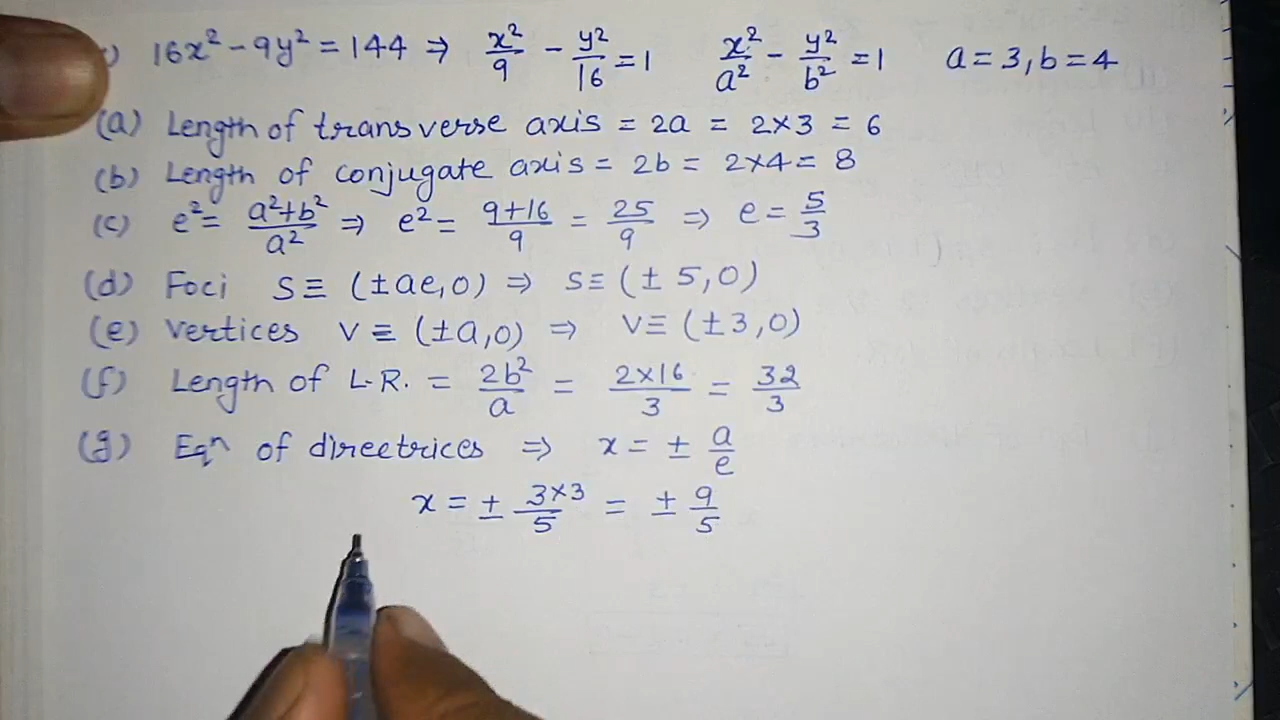 ) 16x² - 9y² = 144 ⇒ x²/9 - y²/16 = 1 x²/a² - y²/b² = 1 a = 3, b = 4
(a) Length of transverse axis = 2a = 2×3 = 6
(b) Length of conjugate axis = 2b = 2×4 = 8
(c) e² = a²+b²/a² ⇒ e² = 9+16/9 = 25/9 ⇒ e = 5/3
(d) Foci S ≡ (±ae, 0) ⇒ S ≡ (± 5, 0)
(e) vertices V ≡ (±a, 0) ⇒ V ≡ (±3, 0)
(f) Length of L.R. = 2b²/a = 2×16/3 = 32/3
(g) Eqⁿ of directrices ⇒ x = ± a/e
x = ± 3×3/5 = ± 9/5